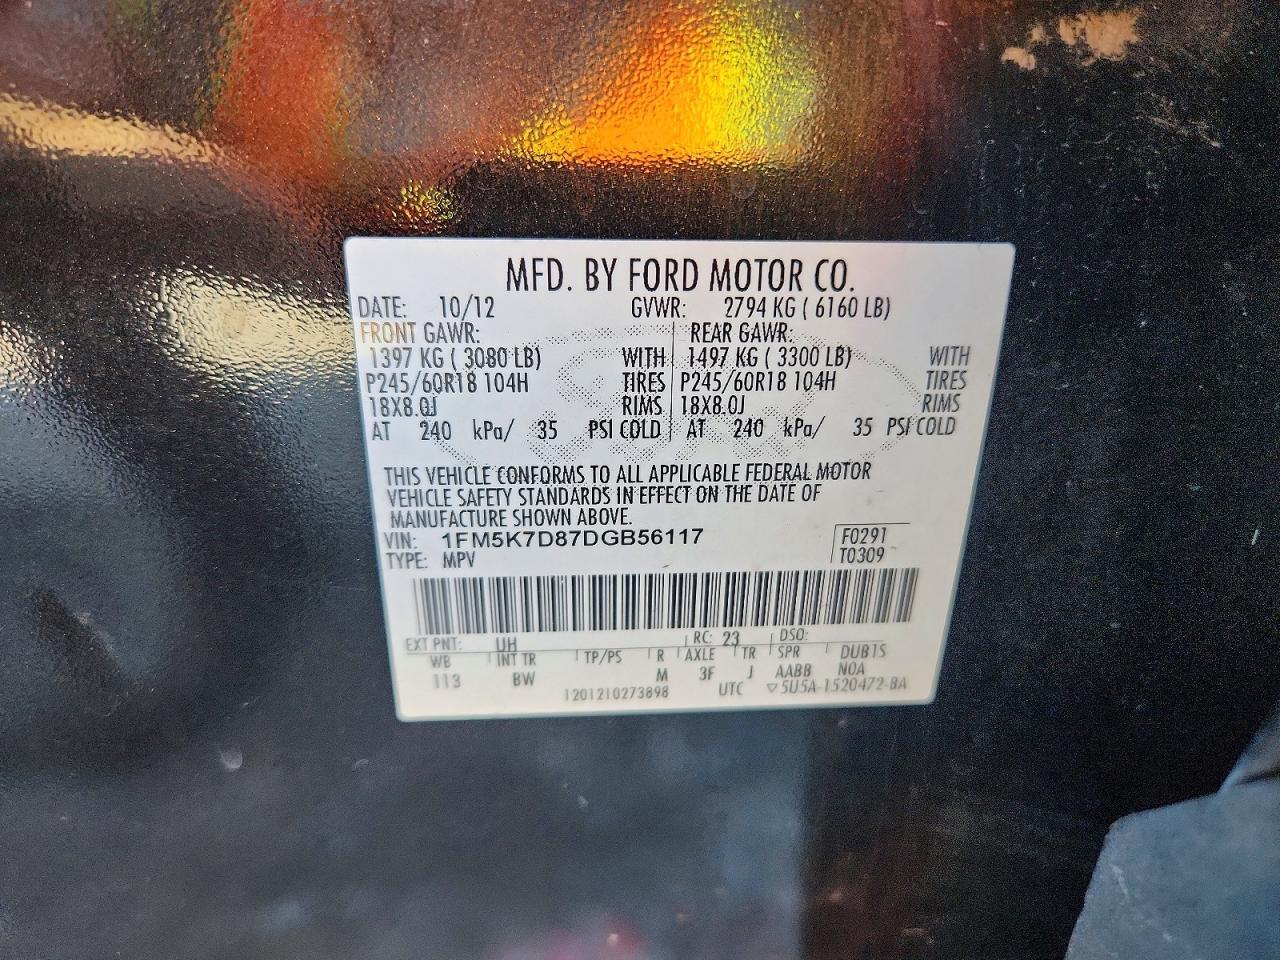 MFD. BY FORD MOTOR CO.
DATE: 10/12 GVWR: 2794 KG ( 6160 LB)
FRONT GAWR: REAR GAWR:
1397 KG ( 3080 LB) WITH 1497 KG ( 3300 LB) WITH
P245/60R18 104H TIRES P245/60R18 104H TIRES
18X8.0J RIMS 18X8.0J RIMS
AT 240 kPa/ 35 PSI COLD AT 240 kPa/ 35 PSI COLD
THIS VEHICLE CONFORMS TO ALL APPLICABLE FEDERAL MOTOR
VEHICLE SAFETY STANDARDS IN EFFECT ON THE DATE OF
MANUFACTURE SHOWN ABOVE.
VIN: 1FM5K7D87DGB56117 F0291
TYPE: MPV T0309
EXT PNT: UH RC: 23 DSO:
WB INT TR TP/PS R AXLE TR SPR DUB1S
113 BW M 3F J AABB N0A
1201210273898 UTC ▽5U5A-1520472-BA